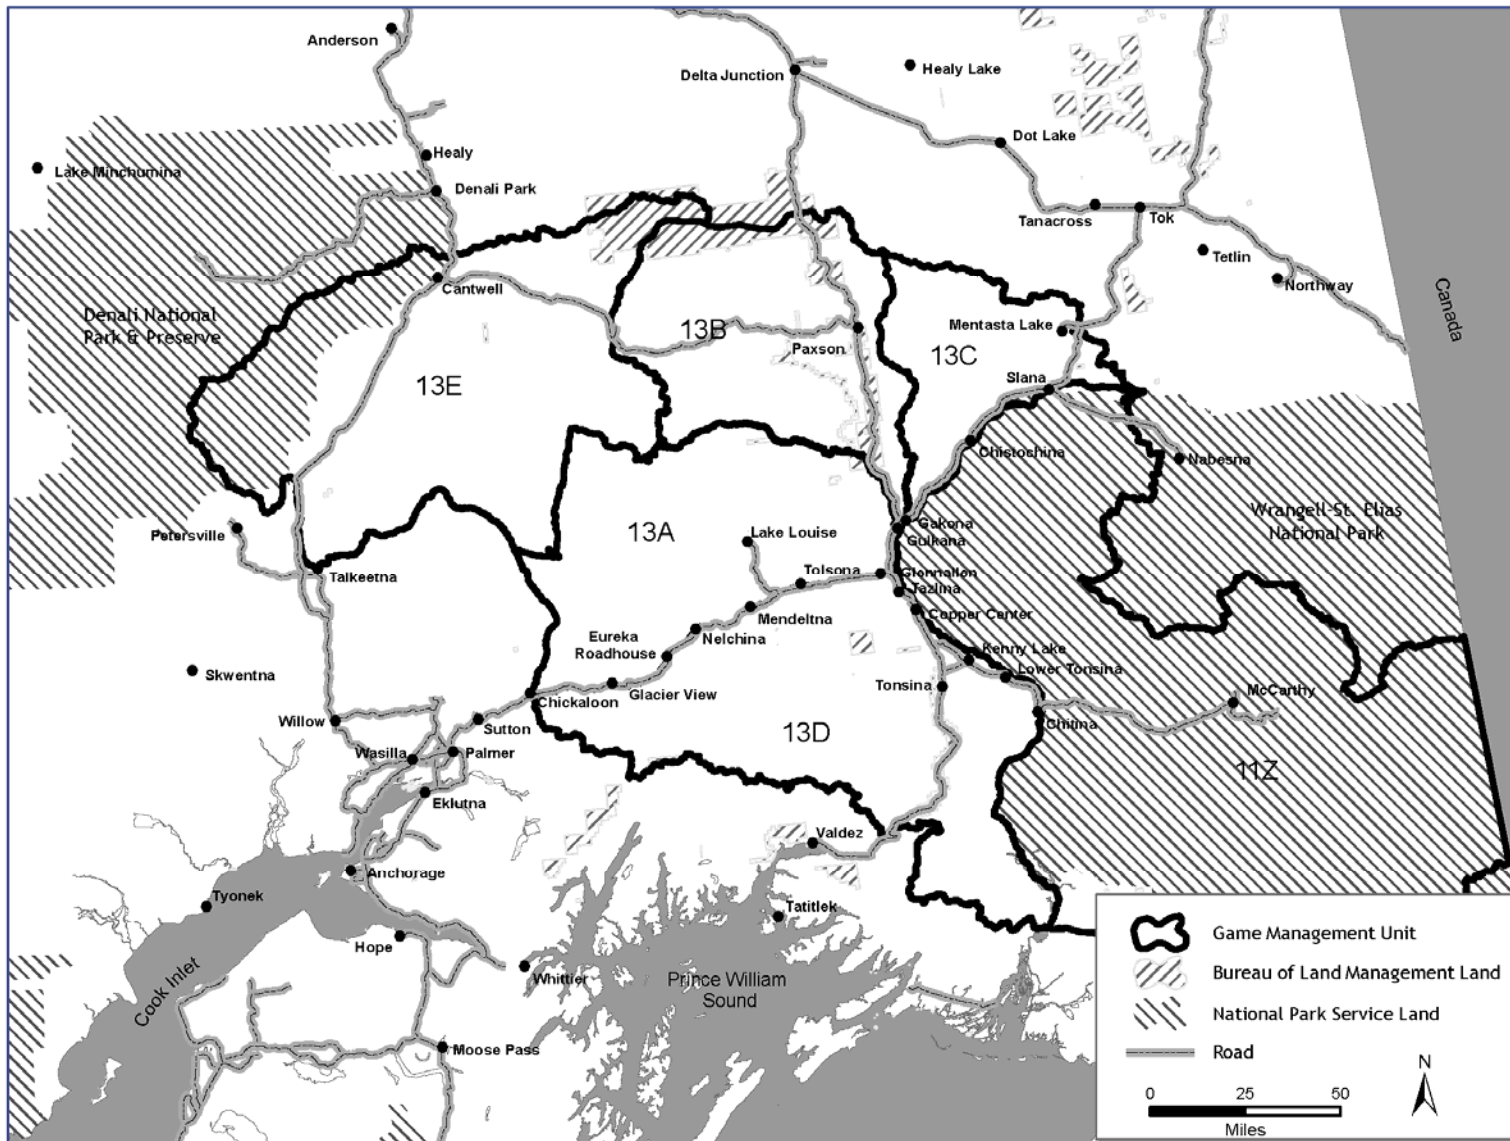 Anderson
Delta Junction
Healy Lake
Dot Lake
Healy
Lake Minchumina
Denali Park
Tanacross
Tok
Tetlin
Northway
Canada
Cantwell
Denali National
Park & Preserve
13B
Paxson
Mentasta Lake
13C
Slana
13E
Chistochina
Nabesna
Wrangell-St. Elias
National Park
Petersville
Talkeetna
13A
Lake Louise
Gakona
Gulkana
Tolsona
Glennallen
Tazlina
Mendeltna
Copper Center
Nelchina
Eureka
Roadhouse
Kenny Lake
Lower Tonsina
Skwentna
Glacier View
Tonsina
McCarthy
Chickaloon
Willow
Sutton
Chitina
13D
Wasilla
Palmer
11Z
Eklutna
Valdez
Anchorage
Tyonek
Tatitlek
Hope
Whittier
Cook Inlet
Prince William
Sound
Moose Pass
Game Management Unit
Bureau of Land Management Land
National Park Service Land
Road
N
0 25 50
Miles